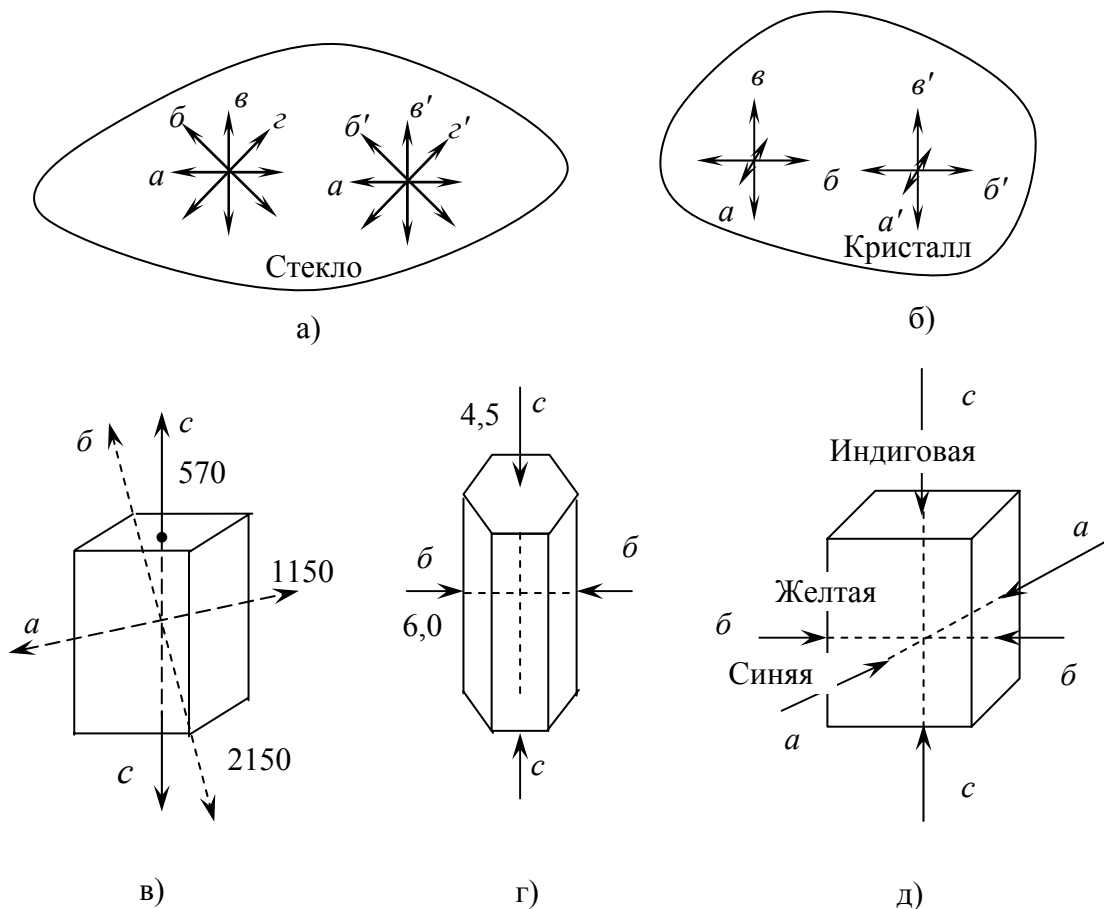 в
б
г
а
Стекло
а)
в'
б'
г'
а
в
б
а
в'
б'
а'
Кристалл
б)
с
570
б
1150
а
2150
с
в)
4,5
с
б
б
6,0
с
г)
с
Индиговая
а
Желтая
б
б
Синяя
а
с
д)